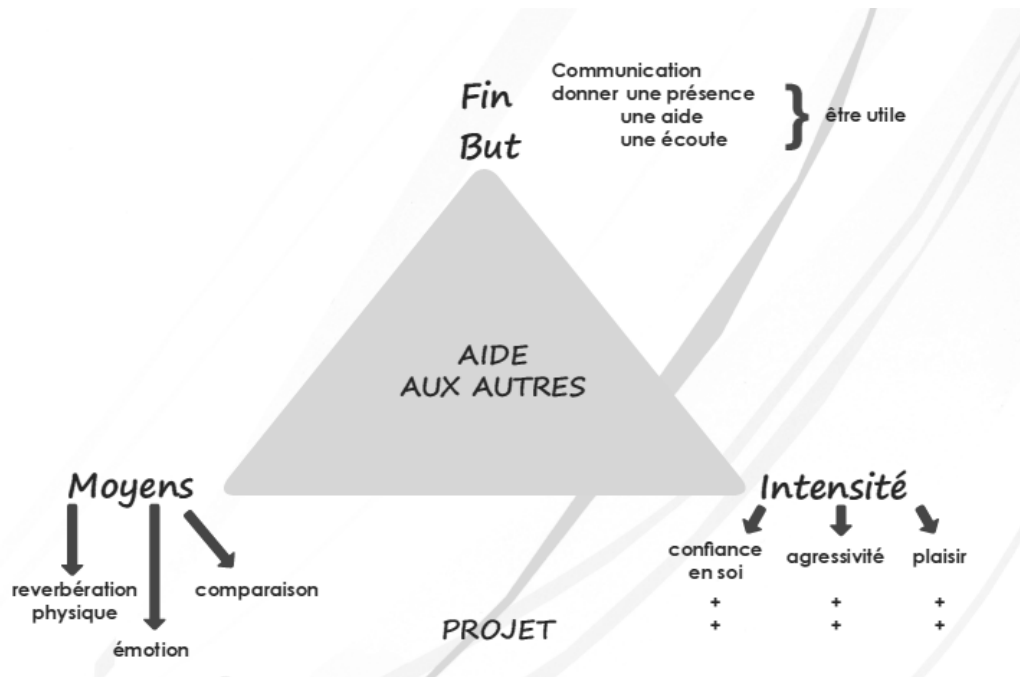 Fin
But
Communication
donner une présence
une aide
une écoute
}
être utile
AIDE
AUX AUTRES
Moyens
reverbération
physique
émotion
comparaison
Intensité
confiance
en soi
+
+
agressivité
+
+
plaisir
+
+
PROJET